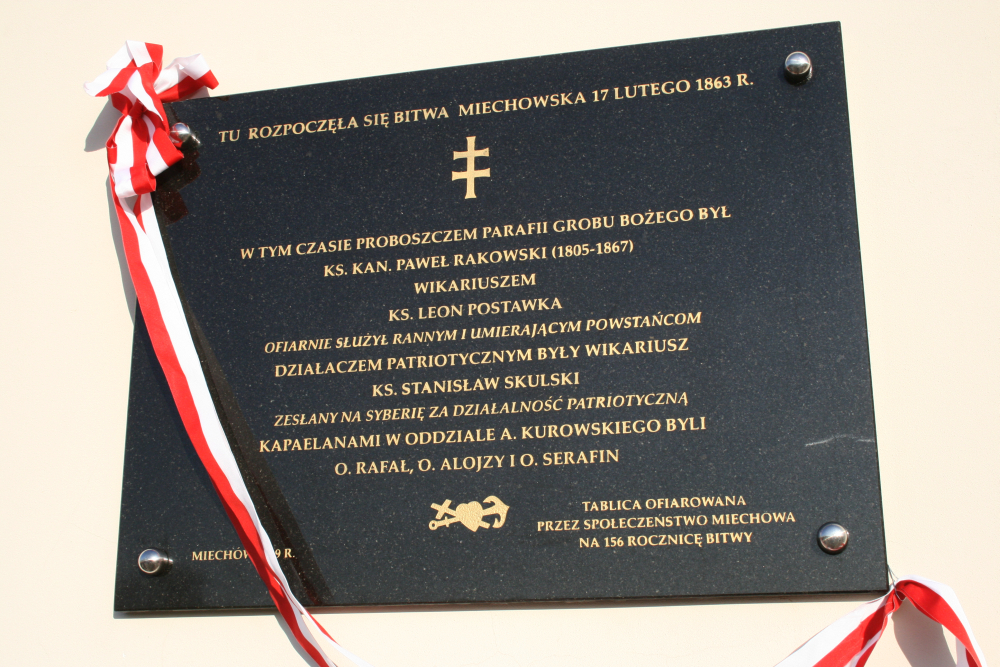 TU ROZPOCZĘŁA SIĘ BITWA MIECHOWSKA 17 LUTEGO 1863 R.
W TYM CZASIE PROBOSZCZEM PARAFII GROBU BOŻEGO BYŁ
KS. KAN. PAWEŁ RAKOWSKI (1805-1867)
WIKARIUSZEM
KS. LEON POSTAWKA
OFIARNIE SŁUŻYŁ RANNYM I UMIERAJĄCYM POWSTAŃCOM
DZIAŁACZEM PATRIOTYCZNYM BYŁY WIKARIUSZ
KS. STANISŁAW SKULSKI
ZESŁANY NA SYBERIĘ ZA DZIAŁALNOŚĆ PATRIOTYCZNĄ
KAPAELANAMI W ODDZIALE A. KUROWSKIEGO BYLI
O. RAFAŁ, O. ALOJZY I O. SERAFIN
TABLICA OFIAROWANA
PRZEZ SPOŁECZEŃSTWO MIECHOWA
NA 156 ROCZNICĘ BITWY
MIECHÓW R.